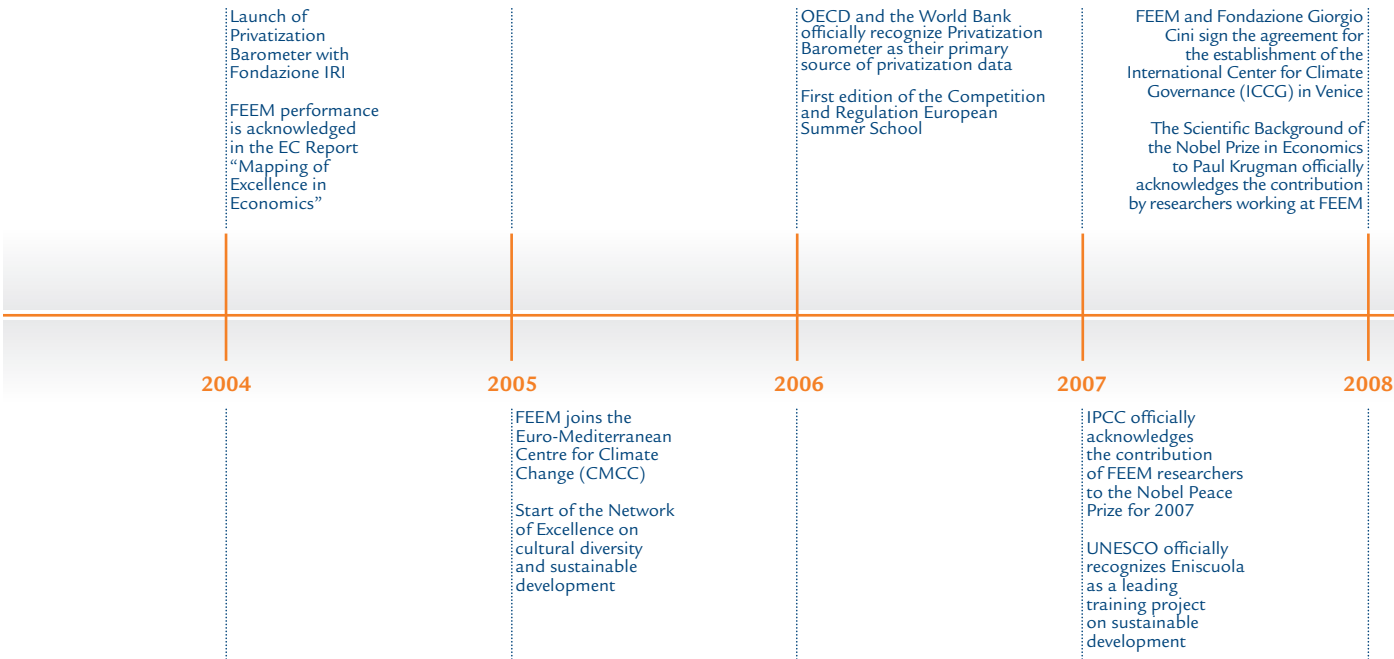 Launch of
Privatization
Barometer with
Fondazione IRI
FEEM performance
is acknowledged
in the EC Report
“Mapping of
Excellence in
Economics”
OECD and the World Bank
officially recognize Privatization
Barometer as their primary
source of privatization data
First edition of the Competition
and Regulation European
Summer School
FEEM and Fondazione Giorgio
Cini sign the agreement for
the establishment of the
International Center for Climate
Governance (ICCG) in Venice
The Scientific Background of
the Nobel Prize in Economics
to Paul Krugman officially
acknowledges the contribution
by researchers working at FEEM
2004
2005
2006
2007
2008
FEEM joins the
Euro-Mediterranean
Centre for Climate
Change (CMCC)
Start of the Network
of Excellence on
cultural diversity
and sustainable
development
IPCC officially
acknowledges
the contribution
of FEEM researchers
to the Nobel Peace
Prize for 2007
UNESCO officially
recognizes Eniscuola
as a leading
training project
on sustainable
development